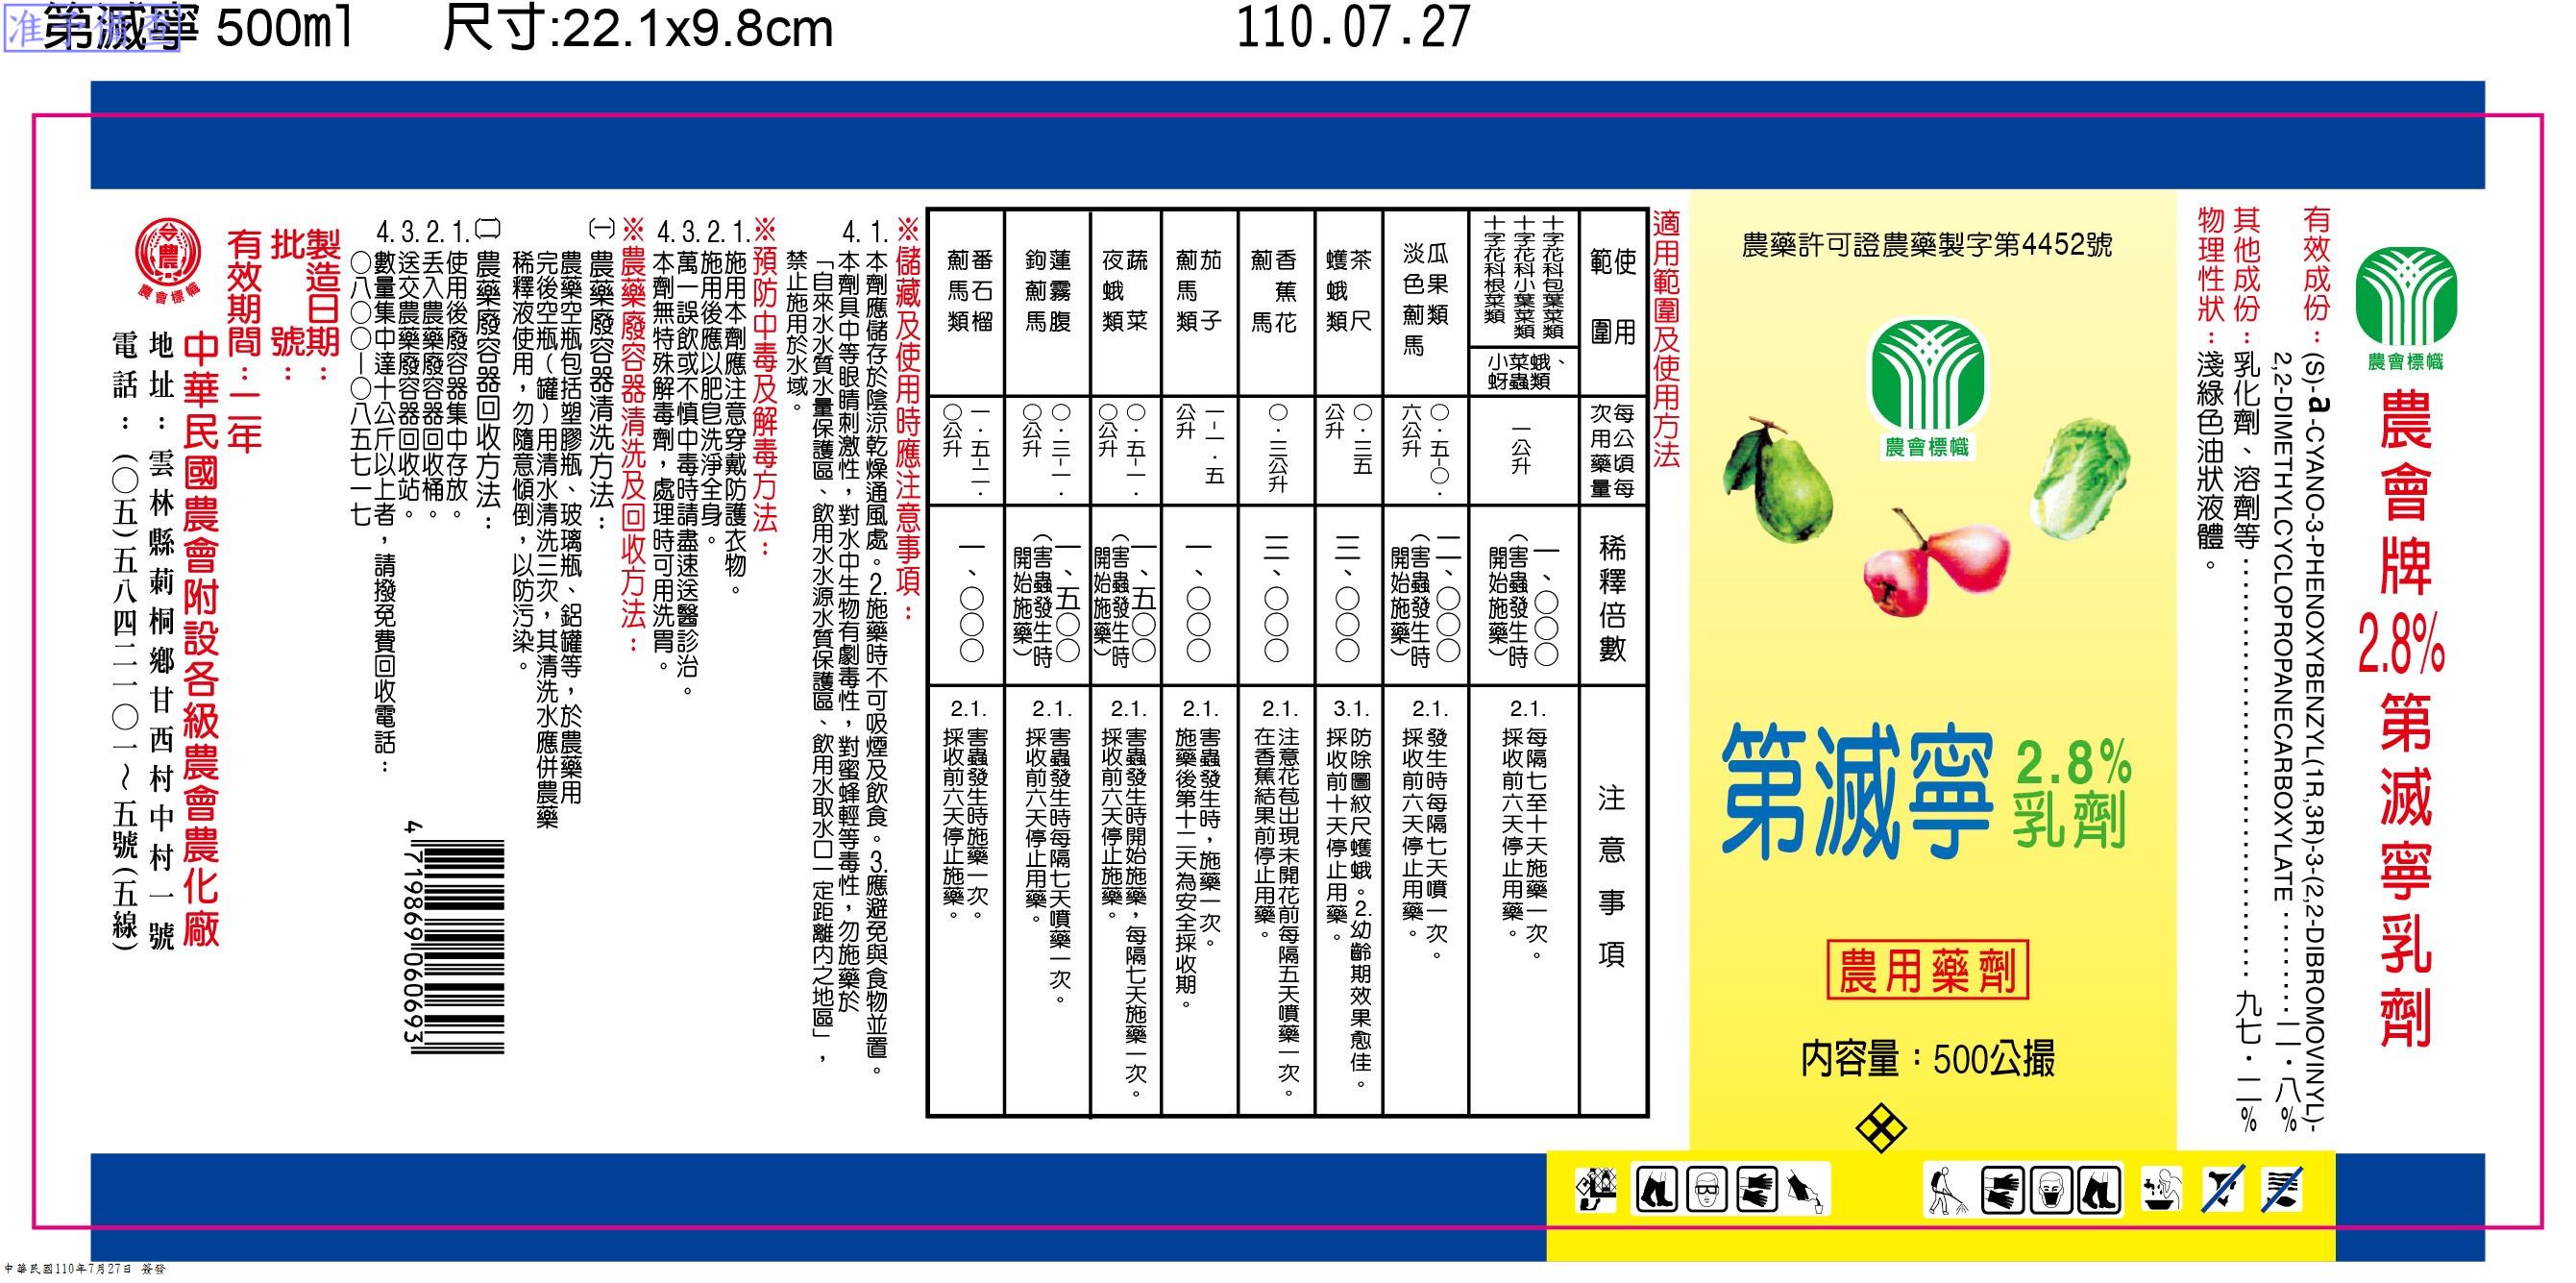 准予備查
第滅寧 500ml 尺寸:22.1x9.8cm 110.07.27
農會標幟
農會牌2.8%第滅寧乳劑
有效成份：(S)-a-CYANO-3-PHENOXYBENZYL(1R,3R)-3-(2,2-DIBROMOVINYL)-
2,2-DIMETHYLCYCLOPROPANECARBOXYLATE………二．八%
其他成份：乳化劑、溶劑等………………………九七．二%
物理性狀：淺綠色油狀液體。
農藥許可證農藥製字第4452號
農會標幟
第滅寧
2.8%
乳劑
農用藥劑
內容量：500公撮
適用範圍及使用方法
使用範圍
每公頃每次用藥量
稀釋倍數
注意事項
十字花科包葉菜類
十字花科小葉菜類
十字花科根菜類
小菜蛾、
蚜蟲類
一公升
一、〇〇〇
(害蟲發生時
開始施藥)
1.每隔七至十天施藥一次。
2.採收前六天停止用藥。
瓜果類
淡色薊馬
〇．五-〇．
六公升
二、〇〇〇
(害蟲發生時
開始施藥)
1.發生時每隔七天噴一次。
2.採收前六天停止用藥。
茶尺
蠖蛾類
〇．三五
公升
三、〇〇〇
1.防除圖紋尺蠖蛾。2.幼齡期效果愈佳。
3.採收前十天停止用藥。
香蕉花
薊馬
〇．三公升
三、〇〇〇
1.注意花苞出現未開花前每隔五天噴藥一次。
2.在香蕉結果前停止用藥。
茄子
薊馬類
一-一．五
公升
一、〇〇〇
1.害蟲發生時，施藥一次。
2.施藥後第十二天為安全採收期。
蔬菜
夜蛾類
〇．五-一．
〇公升
一、五〇〇
(害蟲發生時
開始施藥)
1.害蟲發生時開始施藥，每隔七天施藥一次。
2.採收前六天停止施藥。
蓮霧腹
鉤薊馬
〇．三-一．
〇公升
一、五〇〇
(害蟲發生時
開始施藥)
1.害蟲發生時每隔七天噴藥一次。
2.採收前六天停止用藥。
番石榴
薊馬類
一．五-二．
〇公升
一、〇〇〇
1.害蟲發生時施藥一次。
2.採收前六天停止施藥。
※儲藏及使用時應注意事項：
1.本劑應儲存於陰涼乾燥通風處。2.施藥時不可吸煙及飲食。3.應避免與食物並置。
4.本劑具中等眼睛刺激性，對水中生物有劇毒性，對蜜蜂輕等毒性，勿施藥於
「自來水水質水量保護區、飲用水水源水質保護區、飲用水取水口一定距離內之地區」，
禁止施用於水域。
※預防中毒及解毒方法：
1.施用本劑應注意穿戴防護衣物。
2.施用後應以肥皂洗淨全身。
3.萬一誤飲或不慎中毒時請盡速送醫診治。
4.本劑無特殊解毒劑，處理時可用洗胃。
※農藥廢容器清洗及回收方法：
(一)農藥廢容器清洗方法：
農藥空瓶包括塑膠瓶、玻璃瓶、鋁罐等，於農藥用
完後空瓶(罐)用清水清洗三次，其清洗水應併農藥
稀釋液使用，勿隨意傾倒，以防污染。
(二)農藥廢容器回收方法：
1.使用後廢容器集中存放。
2.丟入農藥廢容器回收桶。
3.送交農藥廢容器回收站。
4.數量集中達十公斤以上者，請撥免費回收電話：
〇八〇〇-〇八五七一七
4 719869 060693
製造日期：
批號：
有效期間：二年
中華民國農會附設各級農會農化廠
地址：雲林縣莿桐鄉甘西村中村一號
電話：(〇五)五八四二一〇一～五號(五線)
農
農會標幟
中華民國110年7月27日 簽發